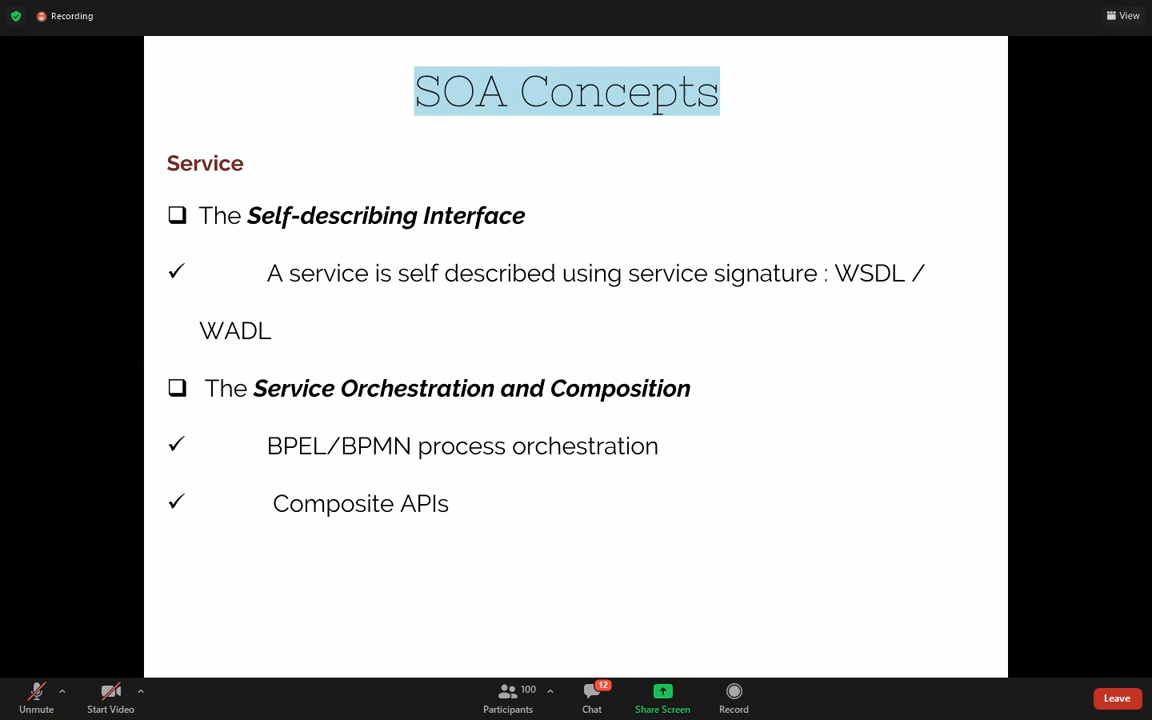 Recording
View
SOA Concepts
Service
The Self-describing Interface
A service is self described using service signature : WSDL /
WADL
The Service Orchestration and Composition
BPEL/BPMN process orchestration
Composite APIs
Unmute
Start Video
100
Participants
12
Chat
Share Screen
Record
Leave